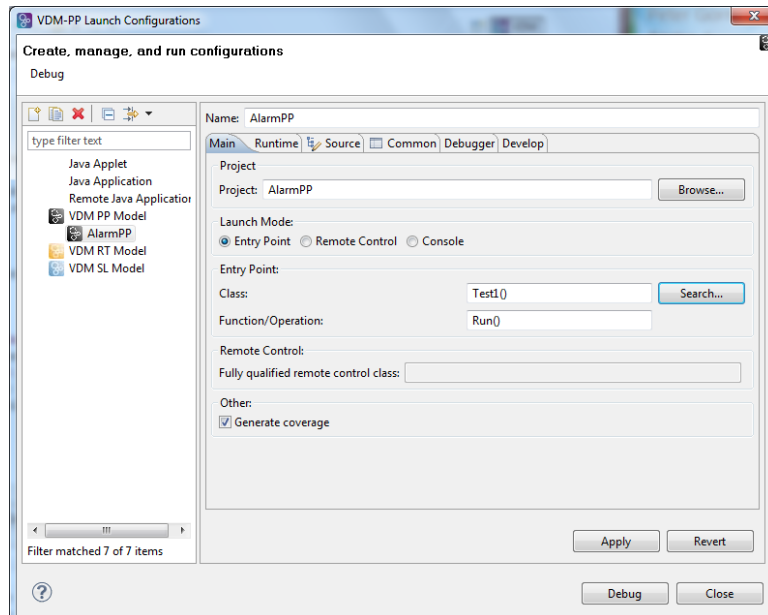 VDM-PP Launch Configurations
Create, manage, and run configurations
Debug
type filter text
Java Applet
Java Application
Remote Java Application
VDM PP Model
AlarmPP
VDM RT Model
VDM SL Model
Filter matched 7 of 7 items
Name: AlarmPP
Main Runtime Source Common Debugger Develop
Project
Project: AlarmPP Browse...
Launch Mode:
Entry Point Remote Control Console
Entry Point:
Class: Test1() Search...
Function/Operation: Run()
Remote Control:
Fully qualified remote control class:
Other:
Generate coverage
Apply Revert
? Debug Close